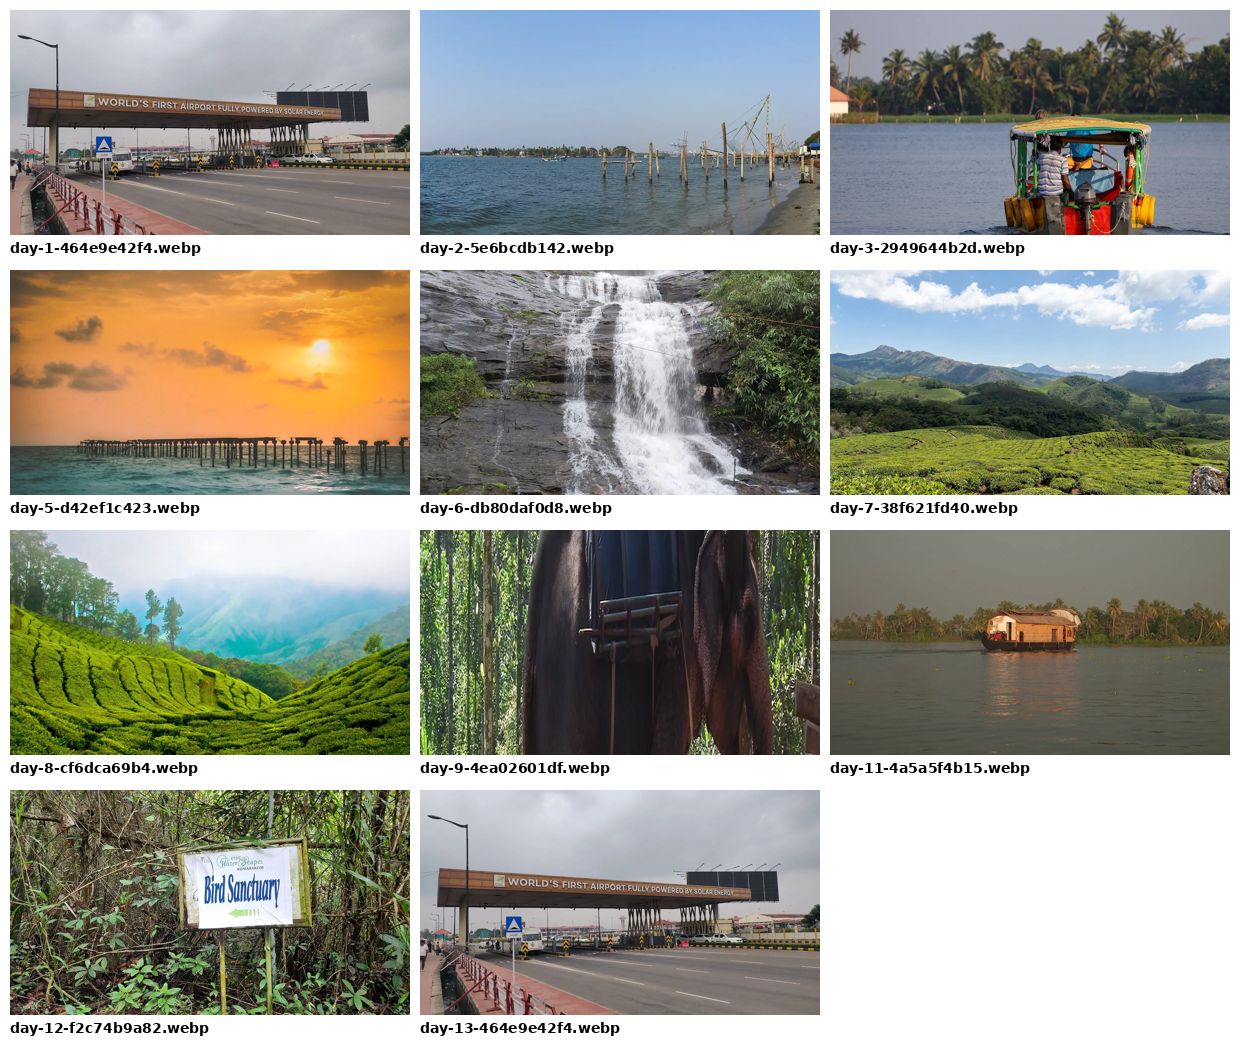 WORLD'S FIRST AIRPORT FULLY POWERED BY SOLAR ENERGY
day-1-464e9e42f4.webp
day-2-5e6bcdb142.webp
day-3-2949644b2d.webp
day-5-d42ef1c423.webp
day-6-db80daf0d8.webp
day-7-38f621fd40.webp
day-8-cf6dca69b4.webp
day-9-4ea02601df.webp
day-11-4a5a5f4b15.webp
Water Scapes
KUMARAKOM
Bird Sanctuary
day-12-f2c74b9a82.webp
WORLD'S FIRST AIRPORT FULLY POWERED BY SOLAR ENERGY
day-13-464e9e42f4.webp